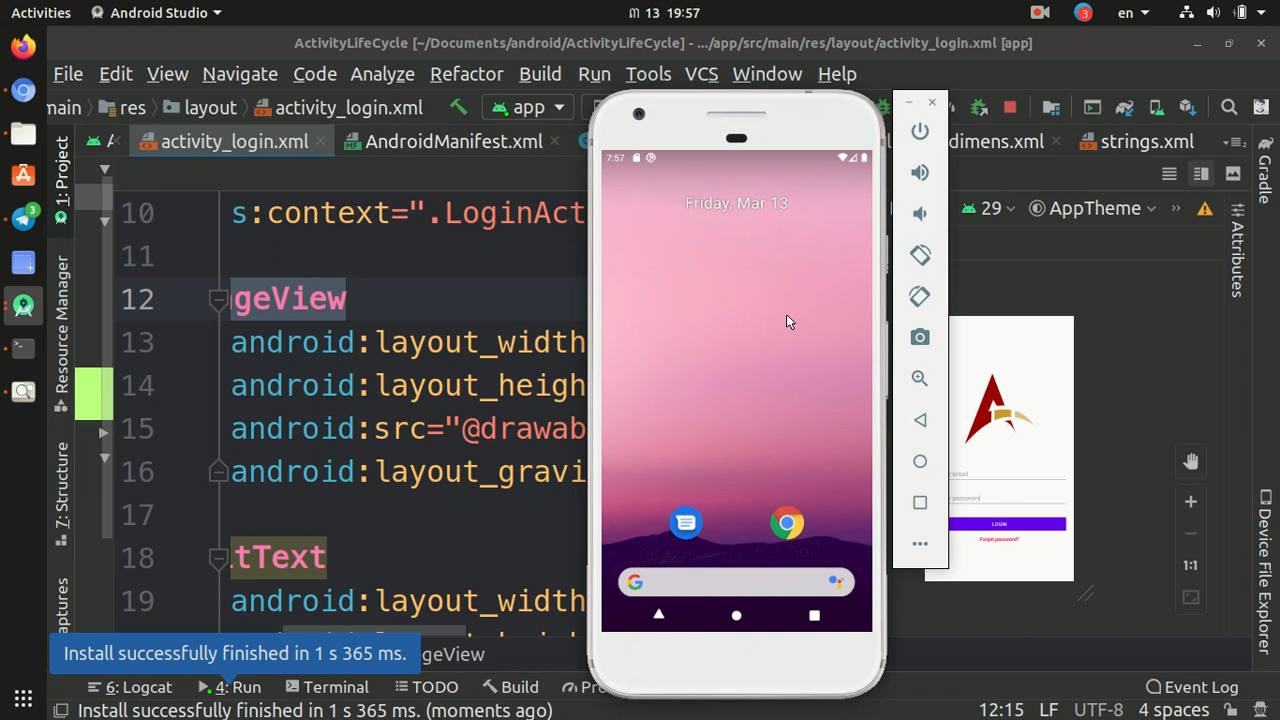 Activities
Android Studio
ពា 13 19:57
3
en
ActivityLifeCycle [~/Documents/android/ActivityLifeCycle] - .../app/src/main/res/layout/activity_login.xml [app]
File Edit View Navigate Code Analyze Refactor Build Run Tools VCS Window Help
main res layout activity_login.xml
app
activity_login.xml
AndroidManifest.xml
dimens.xml
strings.xml
1: Project
Resource Manager
7: Structure
Gradle
Attributes
Device File Explorer
29
AppTheme
10 s:context=".LoginAct
11
12 geView
13 android:layout_width
14 android:layout_heigh
15 android:src="@drawab
16 android:layout_gravi
17
18 tText
19 android:layout_width
7:57
Friday, Mar 13
email
password
LOGIN
Forget password?
1:1
3
Install successfully finished in 1 s 365 ms.
geView
6: Logcat
4: Run
Terminal
TODO
Build
Event Log
Install successfully finished in 1 s 365 ms. (moments ago)
12:15 LF UTF-8 4 spaces